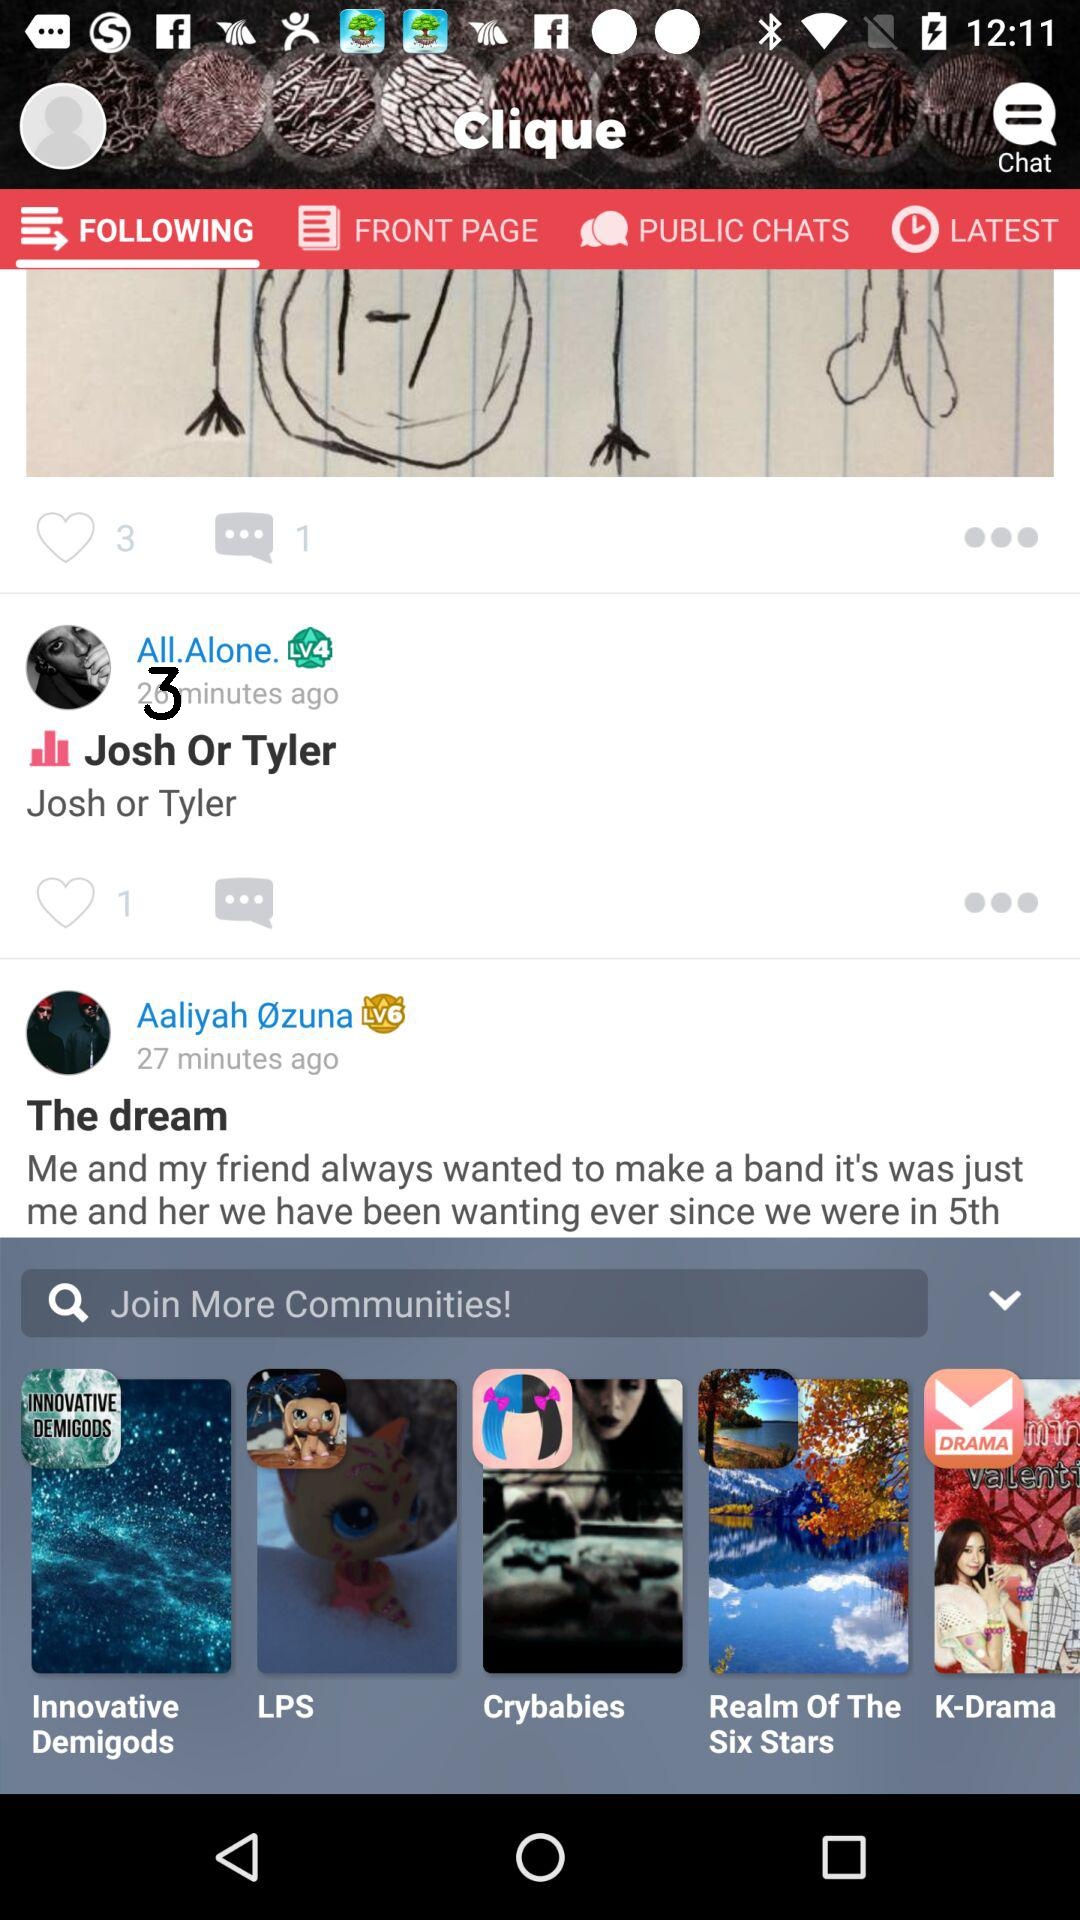 12:11
Clique
Chat
FOLLOWING
FRONT PAGE
PUBLIC CHATS
LATEST
3
1
All.Alone. LV4
3
26 minutes ago
Josh Or Tyler
Josh or Tyler
1
Aaliyah Øzuna LV6
27 minutes ago
The dream
Me and my friend always wanted to make a band it's was just
me and her we have been wanting ever since we were in 5th
Join More Communities!
INNOVATIVE
DEMIGODS
DRAMA
Innovative
Demigods
LPS
Crybabies
Realm Of The
Six Stars
K-Drama